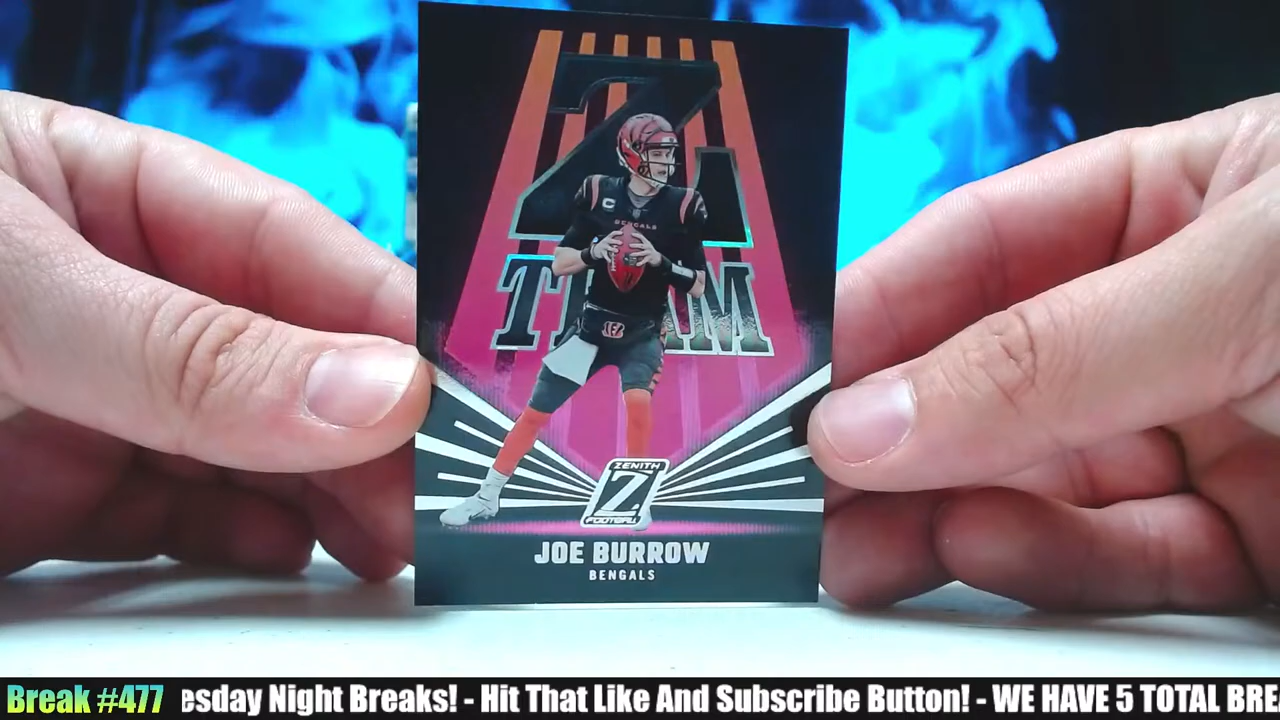 Z
TEAM
C
BENGALS
ZENITH
Z
FOOTBALL
JOE BURROW
BENGALS
Break #477 esday Night Breaks! - Hit That Like And Subscribe Button! - WE HAVE 5 TOTAL BRE